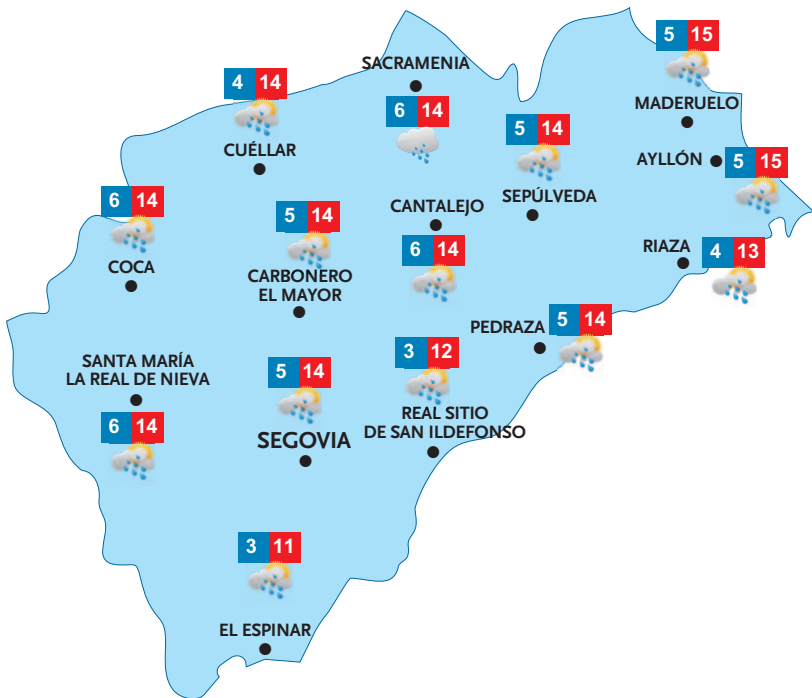 5 15
SACRAMENIA
4 14
MADERUELO
6 14
5 14
CUÉLLAR
AYLLÓN
5 15
6 14
5 14
CANTALEJO
SEPÚLVEDA
RIAZA
4 13
6 14
COCA
CARBONERO
EL MAYOR
PEDRAZA
5 14
3 12
SANTA MARÍA
LA REAL DE NIEVA
5 14
6 14
SEGOVIA
REAL SITIO
DE SAN ILDEFONSO
3 11
EL ESPINAR